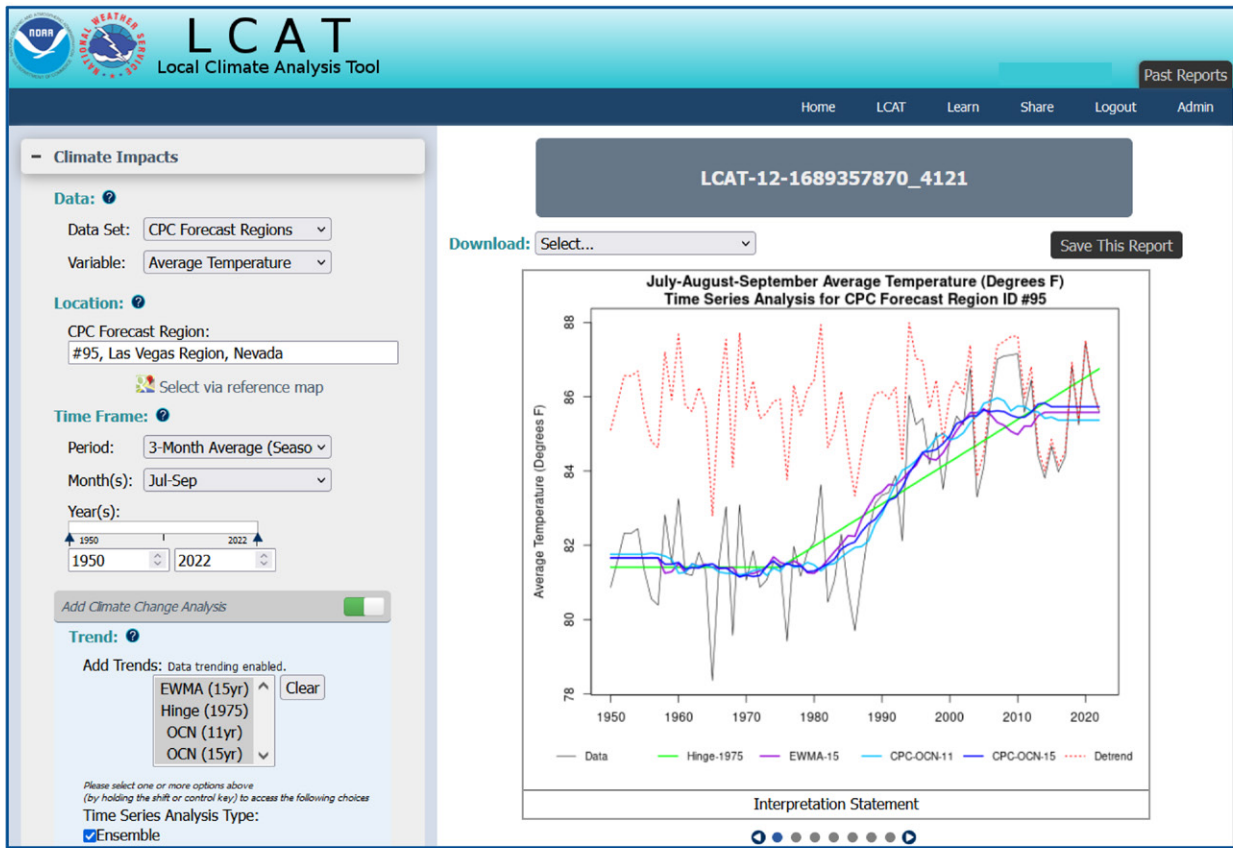 NOAA
NATIONAL WEATHER SERVICE
LCAT
Local Climate Analysis Tool
Past Reports
Home LCAT Learn Share Logout Admin
− Climate Impacts
Data: ?
Data Set: CPC Forecast Regions
Variable: Average Temperature
Location: ?
CPC Forecast Region:
#95, Las Vegas Region, Nevada
Select via reference map
Time Frame: ?
Period: 3-Month Average (Seaso
Month(s): Jul-Sep
Year(s):
1950 2022
1950 2022
Add Climate Change Analysis
Trend: ?
Add Trends: Data trending enabled.
EWMA (15yr) Clear
Hinge (1975)
OCN (11yr)
OCN (15yr)
Please select one or more options above
(by holding the shift or control key) to access the following choices
Time Series Analysis Type:
Ensemble
LCAT-12-1689357870_4121
Download: Select...
Save This Report
July-August-September Average Temperature (Degrees F)
Time Series Analysis for CPC Forecast Region ID #95
Average Temperature (Degrees F)
88
86
84
82
80
78
1950 1960 1970 1980 1990 2000 2010 2020
Data Hinge-1975 EWMA-15 CPC-OCN-11 CPC-OCN-15 Detrend
Interpretation Statement